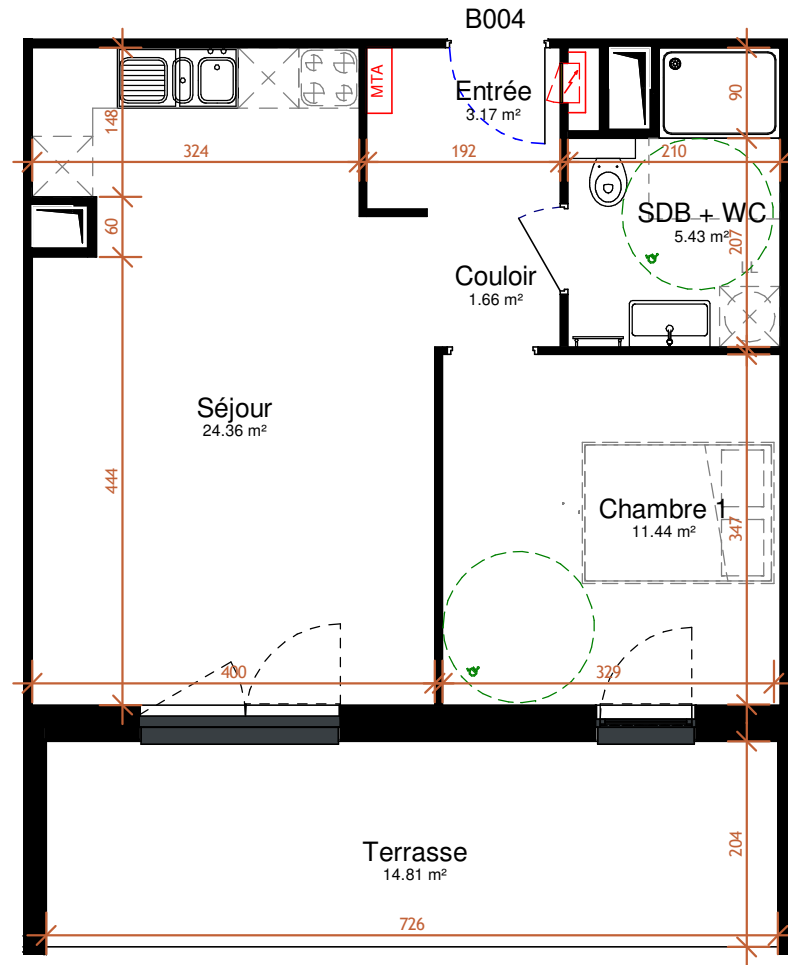 B004
MTA
Entrée
3.17 m²
90
148
324
192
210
60
SDB + WC
5.43 m²
207
Couloir
1.66 m²
LL
Séjour
24.36 m²
444
Chambre 1
11.44 m²
347
400
329
Terrasse
14.81 m²
204
726